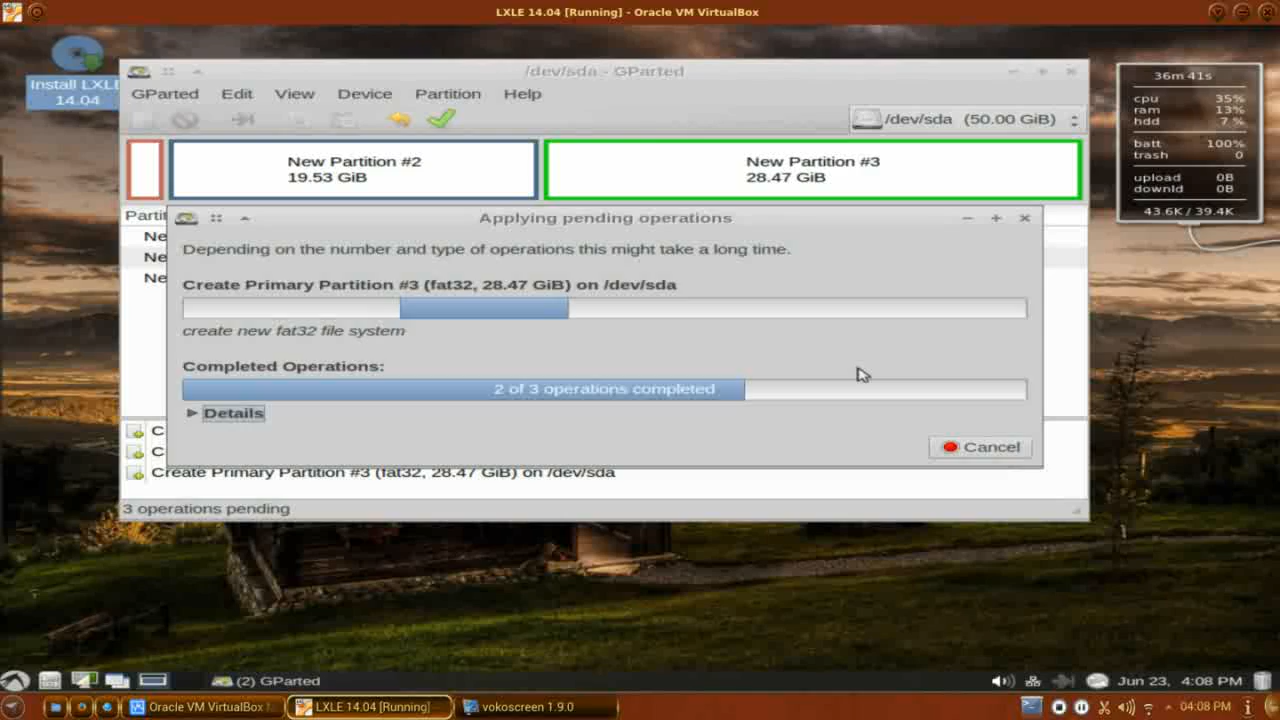 LXLE 14.04 [Running] - Oracle VM VirtualBox
Install LXLE
14.04
/dev/sda - GParted
GParted Edit View Device Partition Help
/dev/sda (50.00 GiB)
New Partition #2
19.53 GiB
New Partition #3
28.47 GiB
36m 41s
cpu 35%
ram 13%
hdd 7 %
batt 100%
trash 0
upload 0B
downld 0B
43.6K / 39.4K
Partit
Ne
Ne
Ne
Applying pending operations
Depending on the number and type of operations this might take a long time.
Create Primary Partition #3 (fat32, 28.47 GiB) on /dev/sda
create new fat32 file system
Completed Operations:
2 of 3 operations completed
Details
Cancel
C
C
Create Primary Partition #3 (fat32, 28.47 GiB) on /dev/sda
3 operations pending
(2) GParted
Jun 23, 4:08 PM
Oracle VM VirtualBox
LXLE 14.04 [Running]
vokoscreen 1.9.0
04:08 PM